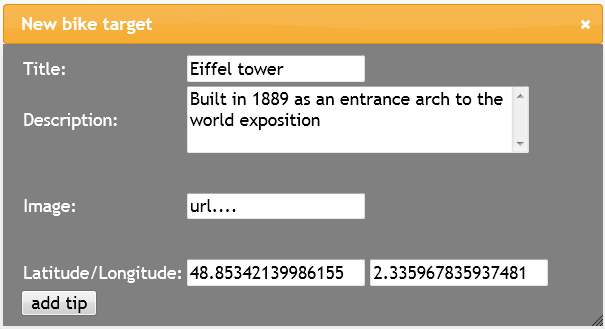 New bike target
Title: Eiffel tower
Description: Built in 1889 as an entrance arch to the
world exposition
Image: url....
Latitude/Longitude: 48.85342139986155 2.335967835937481
add tip